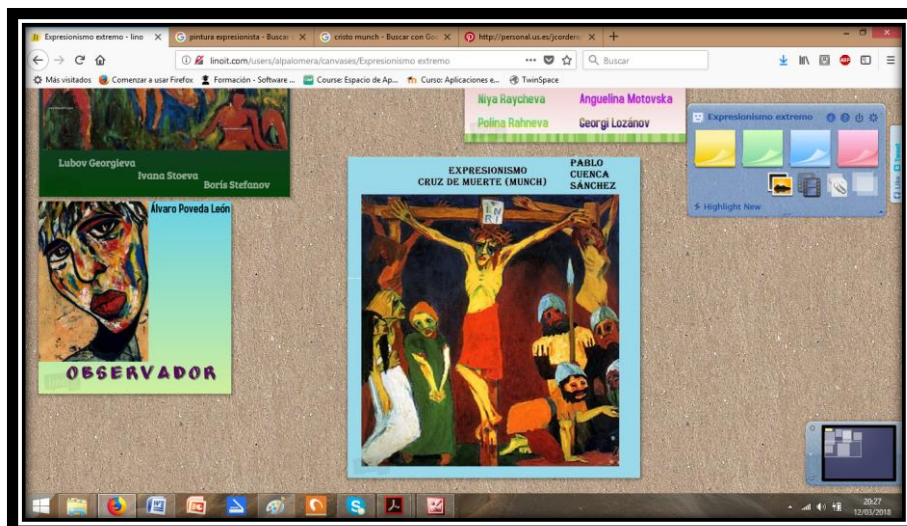 Expresionismo extremo - lino
pintura expresionista - Buscar c
cristo munch - Buscar con Goo
http://personal.us.es/jcordero
linoit.com/users/alpalomera/canvases/Expresionismo extremo
Buscar
Más visitados
Comenzar a usar Firefox
Formación - Software ...
Course: Espacio de Ap...
Curso: Aplicaciones e...
TwinSpace
Niya Raycheva
Anguelina Motovska
Polina Rahneva
Georgi Lozánov
Expresionismo extremo
Highlight New
Tweet
Like
Lubov Georgieva
Ivana Stoeva
Borís Stefanov
Álvaro Poveda León
OBSERVADOR
EXPRESIONISMO
CRUZ DE MUERTE (MUNCH)
PABLO
CUENCA
SÁNCHEZ
I N
R I
20:27
12/03/2018